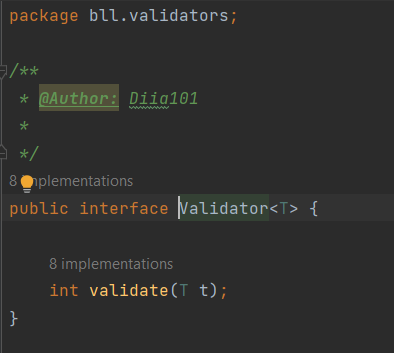 package bll.validators;
/**
* @Author: Diia101
*
*/
8 implementations
public interface Validator<T> {
8 implementations
int validate(T t);
}